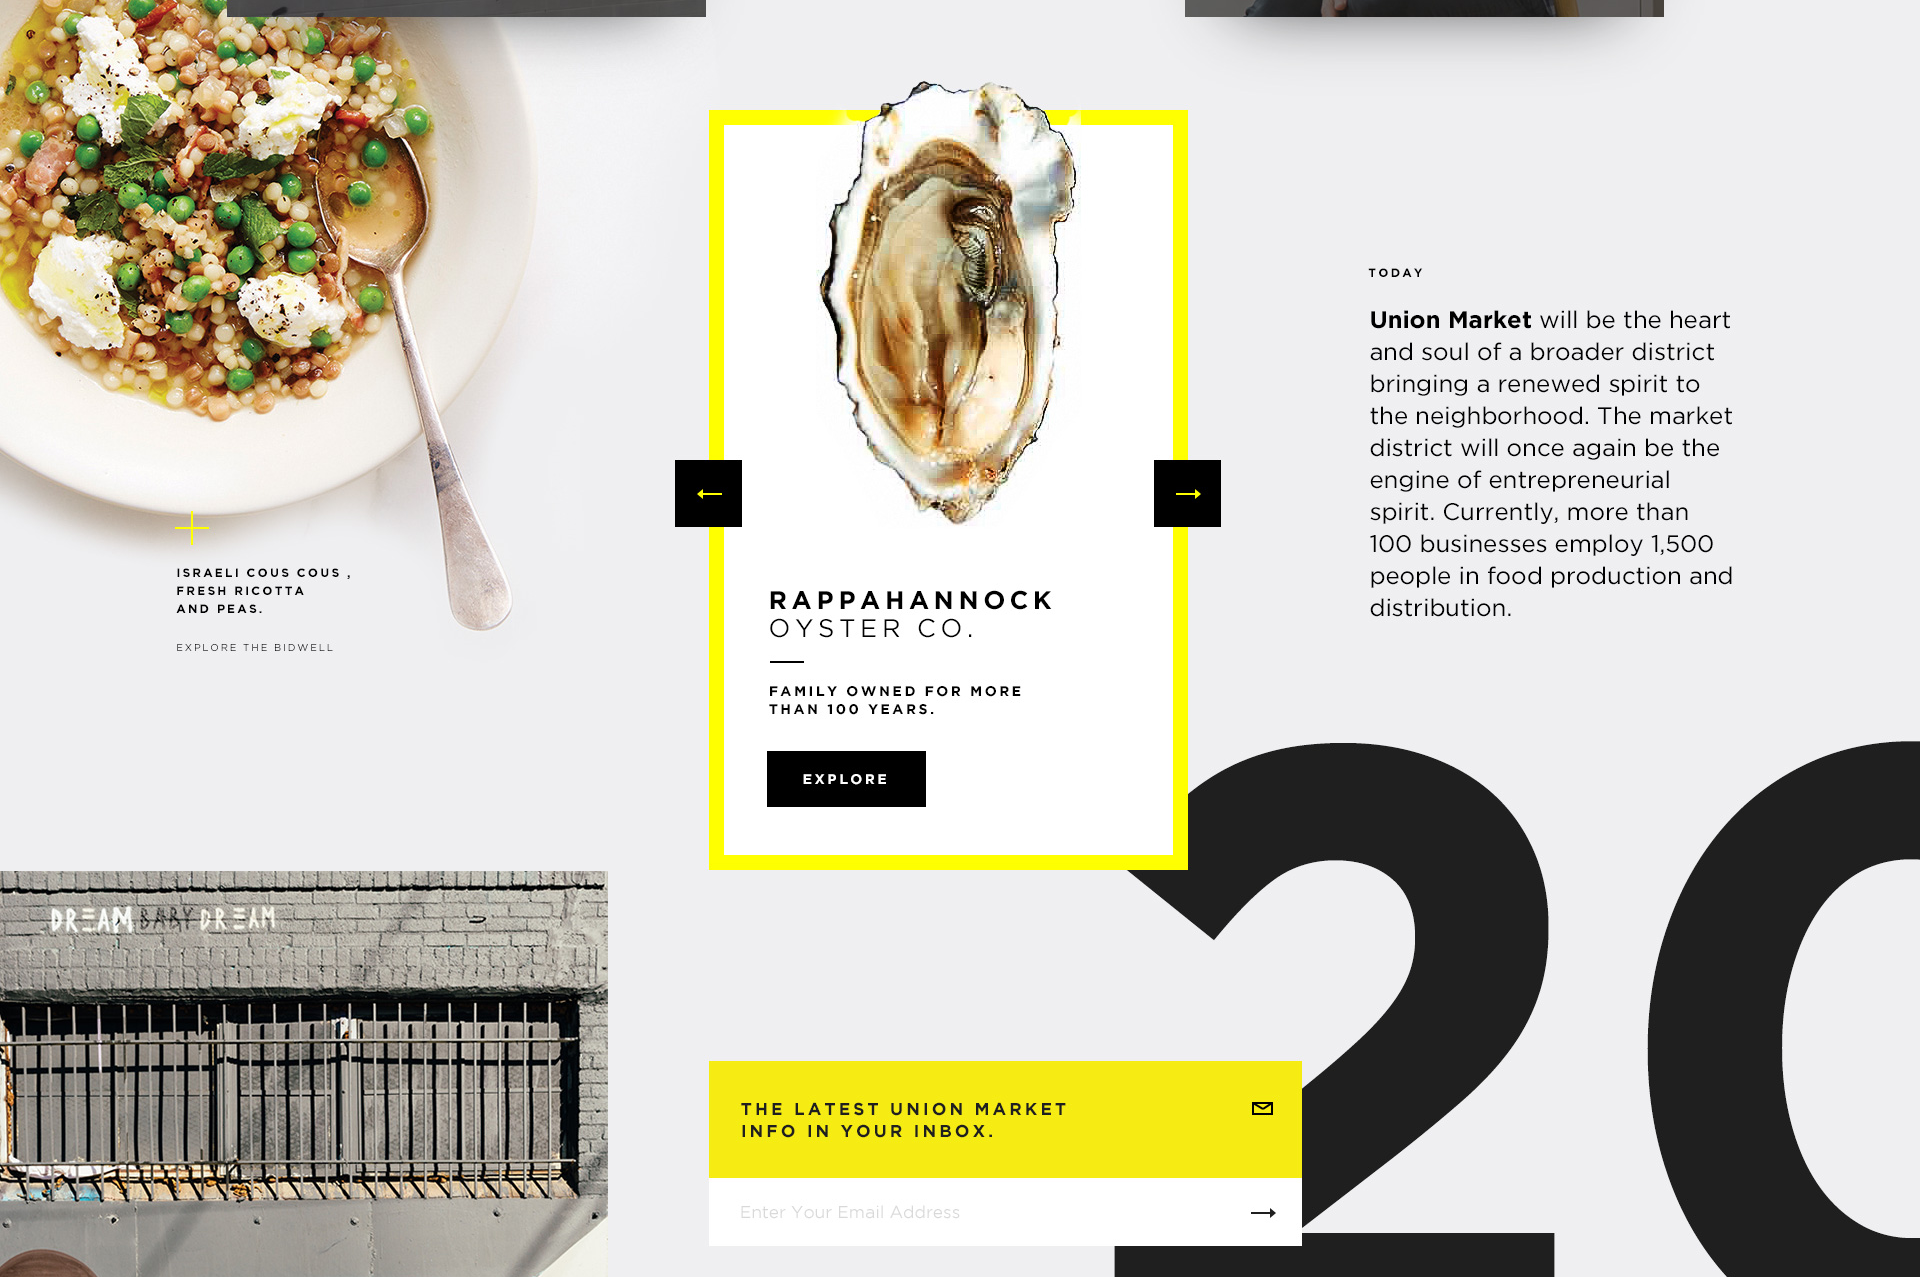 ISRAELI COUS COUS ,
FRESH RICOTTA
AND PEAS.
EXPLORE THE BIDWELL
RAPPAHANNOCK
OYSTER CO.
FAMILY OWNED FOR MORE
THAN 100 YEARS.
EXPLORE
TODAY
Union Market will be the heart
and soul of a broader district
bringing a renewed spirit to
the neighborhood. The market
district will once again be the
engine of entrepreneurial
spirit. Currently, more than
100 businesses employ 1,500
people in food production and
distribution.
DREAM BABY DREAM
THE LATEST UNION MARKET
INFO IN YOUR INBOX.
Enter Your Email Address
20